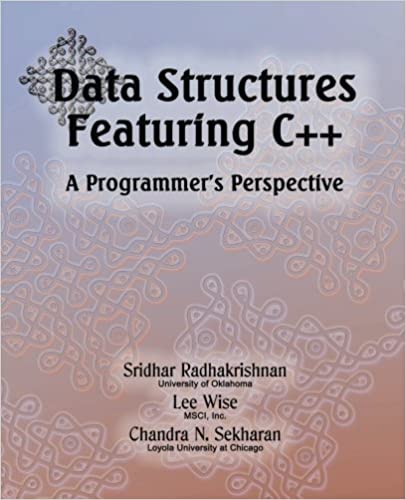 Data Structures
Featuring C++
A Programmer's Perspective
Sridhar Radhakrishnan
University of Oklahoma
Lee Wise
MSCI, Inc.
Chandra N. Sekharan
Loyola University at Chicago